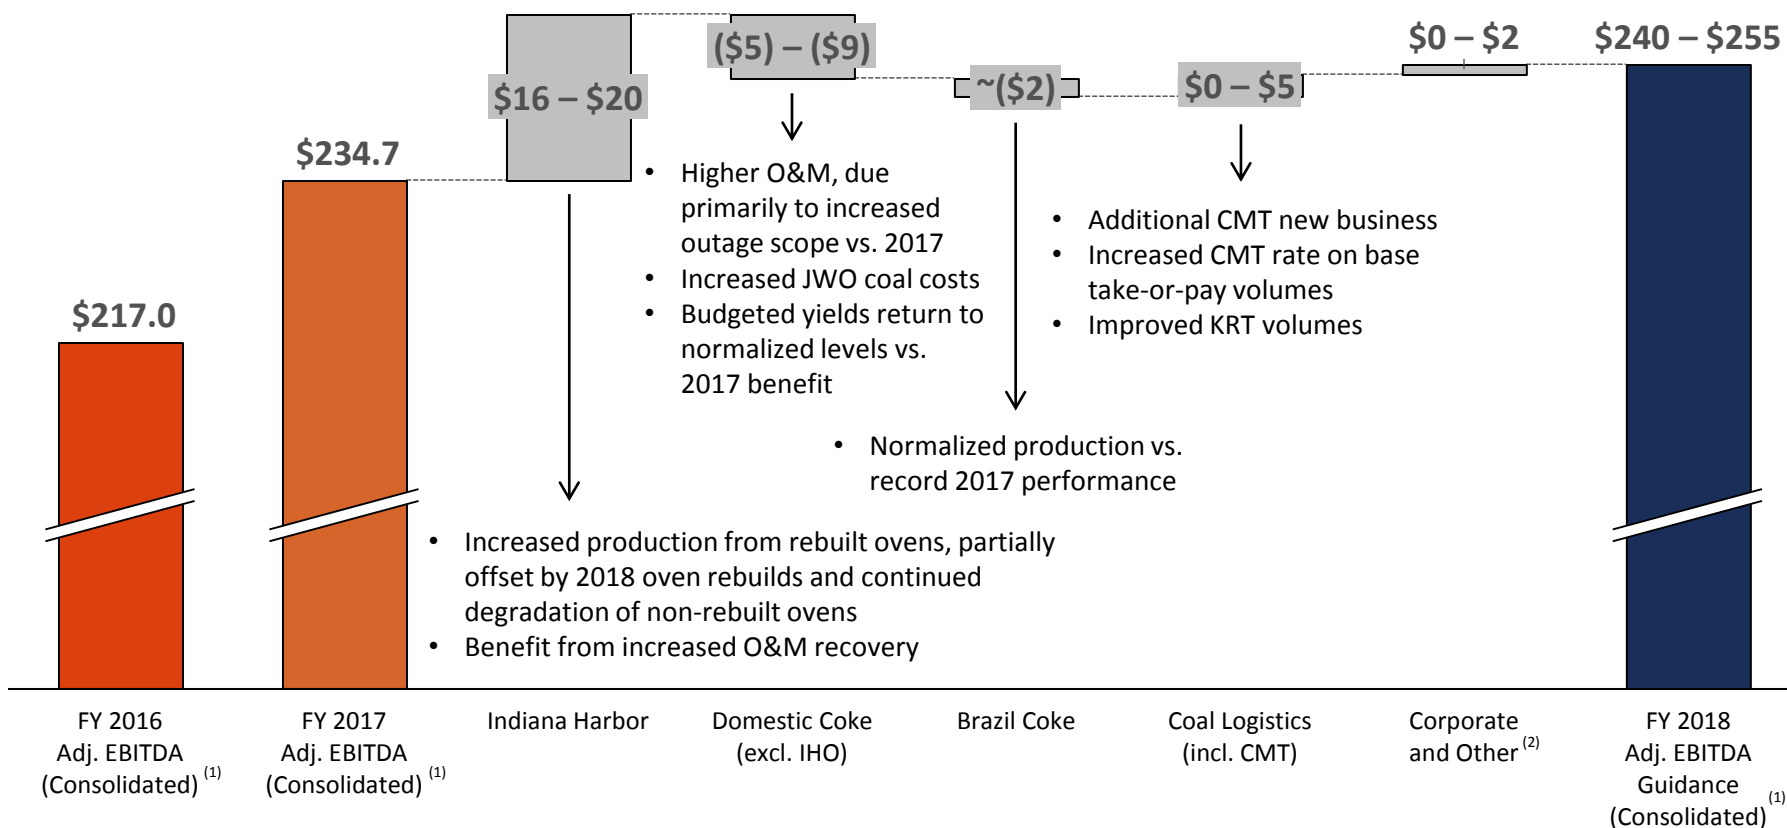 $217.0
$234.7
$16 – $20
($5) – ($9)
~($2)
$0 – $5
$0 – $2
$240 – $255
• Higher O&M, due
primarily to increased
outage scope vs. 2017
• Increased JWO coal costs
• Budgeted yields return to
normalized levels vs.
2017 benefit
• Additional CMT new business
• Increased CMT rate on base
take-or-pay volumes
• Improved KRT volumes
• Normalized production vs.
record 2017 performance
• Increased production from rebuilt ovens, partially
offset by 2018 oven rebuilds and continued
degradation of non-rebuilt ovens
• Benefit from increased O&M recovery
FY 2016
Adj. EBITDA
(Consolidated) (1)
FY 2017
Adj. EBITDA
(Consolidated) (1)
Indiana Harbor
Domestic Coke
(excl. IHO)
Brazil Coke
Coal Logistics
(incl. CMT)
Corporate
and Other (2)
FY 2018
Adj. EBITDA
Guidance
(Consolidated) (1)